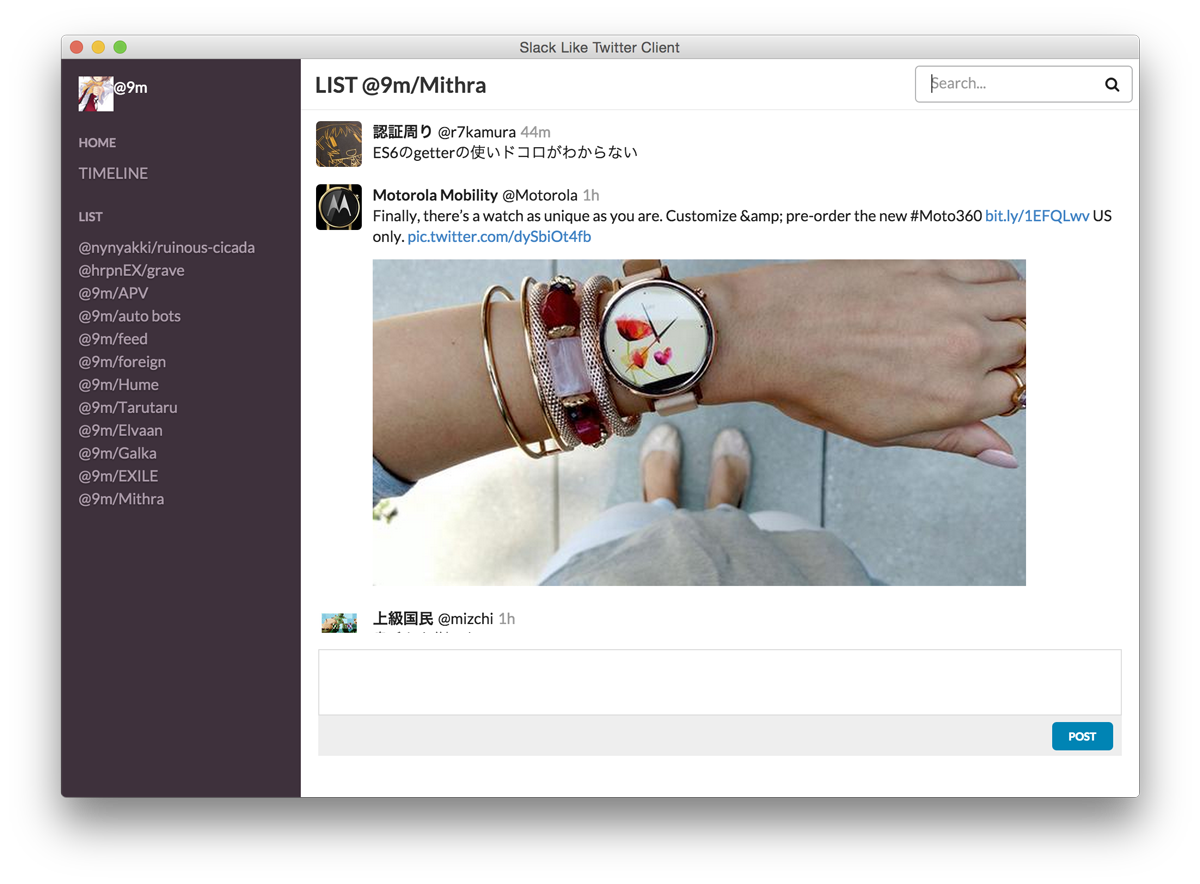 Slack Like Twitter Client
@9m
HOME
TIMELINE
LIST
@nynyakki/ruinous-cicada
@hrpnEX/grave
@9m/APV
@9m/auto bots
@9m/feed
@9m/foreign
@9m/Hume
@9m/Tarutaru
@9m/Elvaan
@9m/Galka
@9m/EXILE
@9m/Mithra
LIST @9m/Mithra
Search...
認証周り @r7kamura 44m
ES6のgetterの使いドコロがわからない
Motorola Mobility @Motorola 1h
Finally, there's a watch as unique as you are. Customize &amp; pre-order the new #Moto360 bit.ly/1EFQLwv US
only. pic.twitter.com/dySbiOt4fb
上級国民 @mizchi 1h
POST